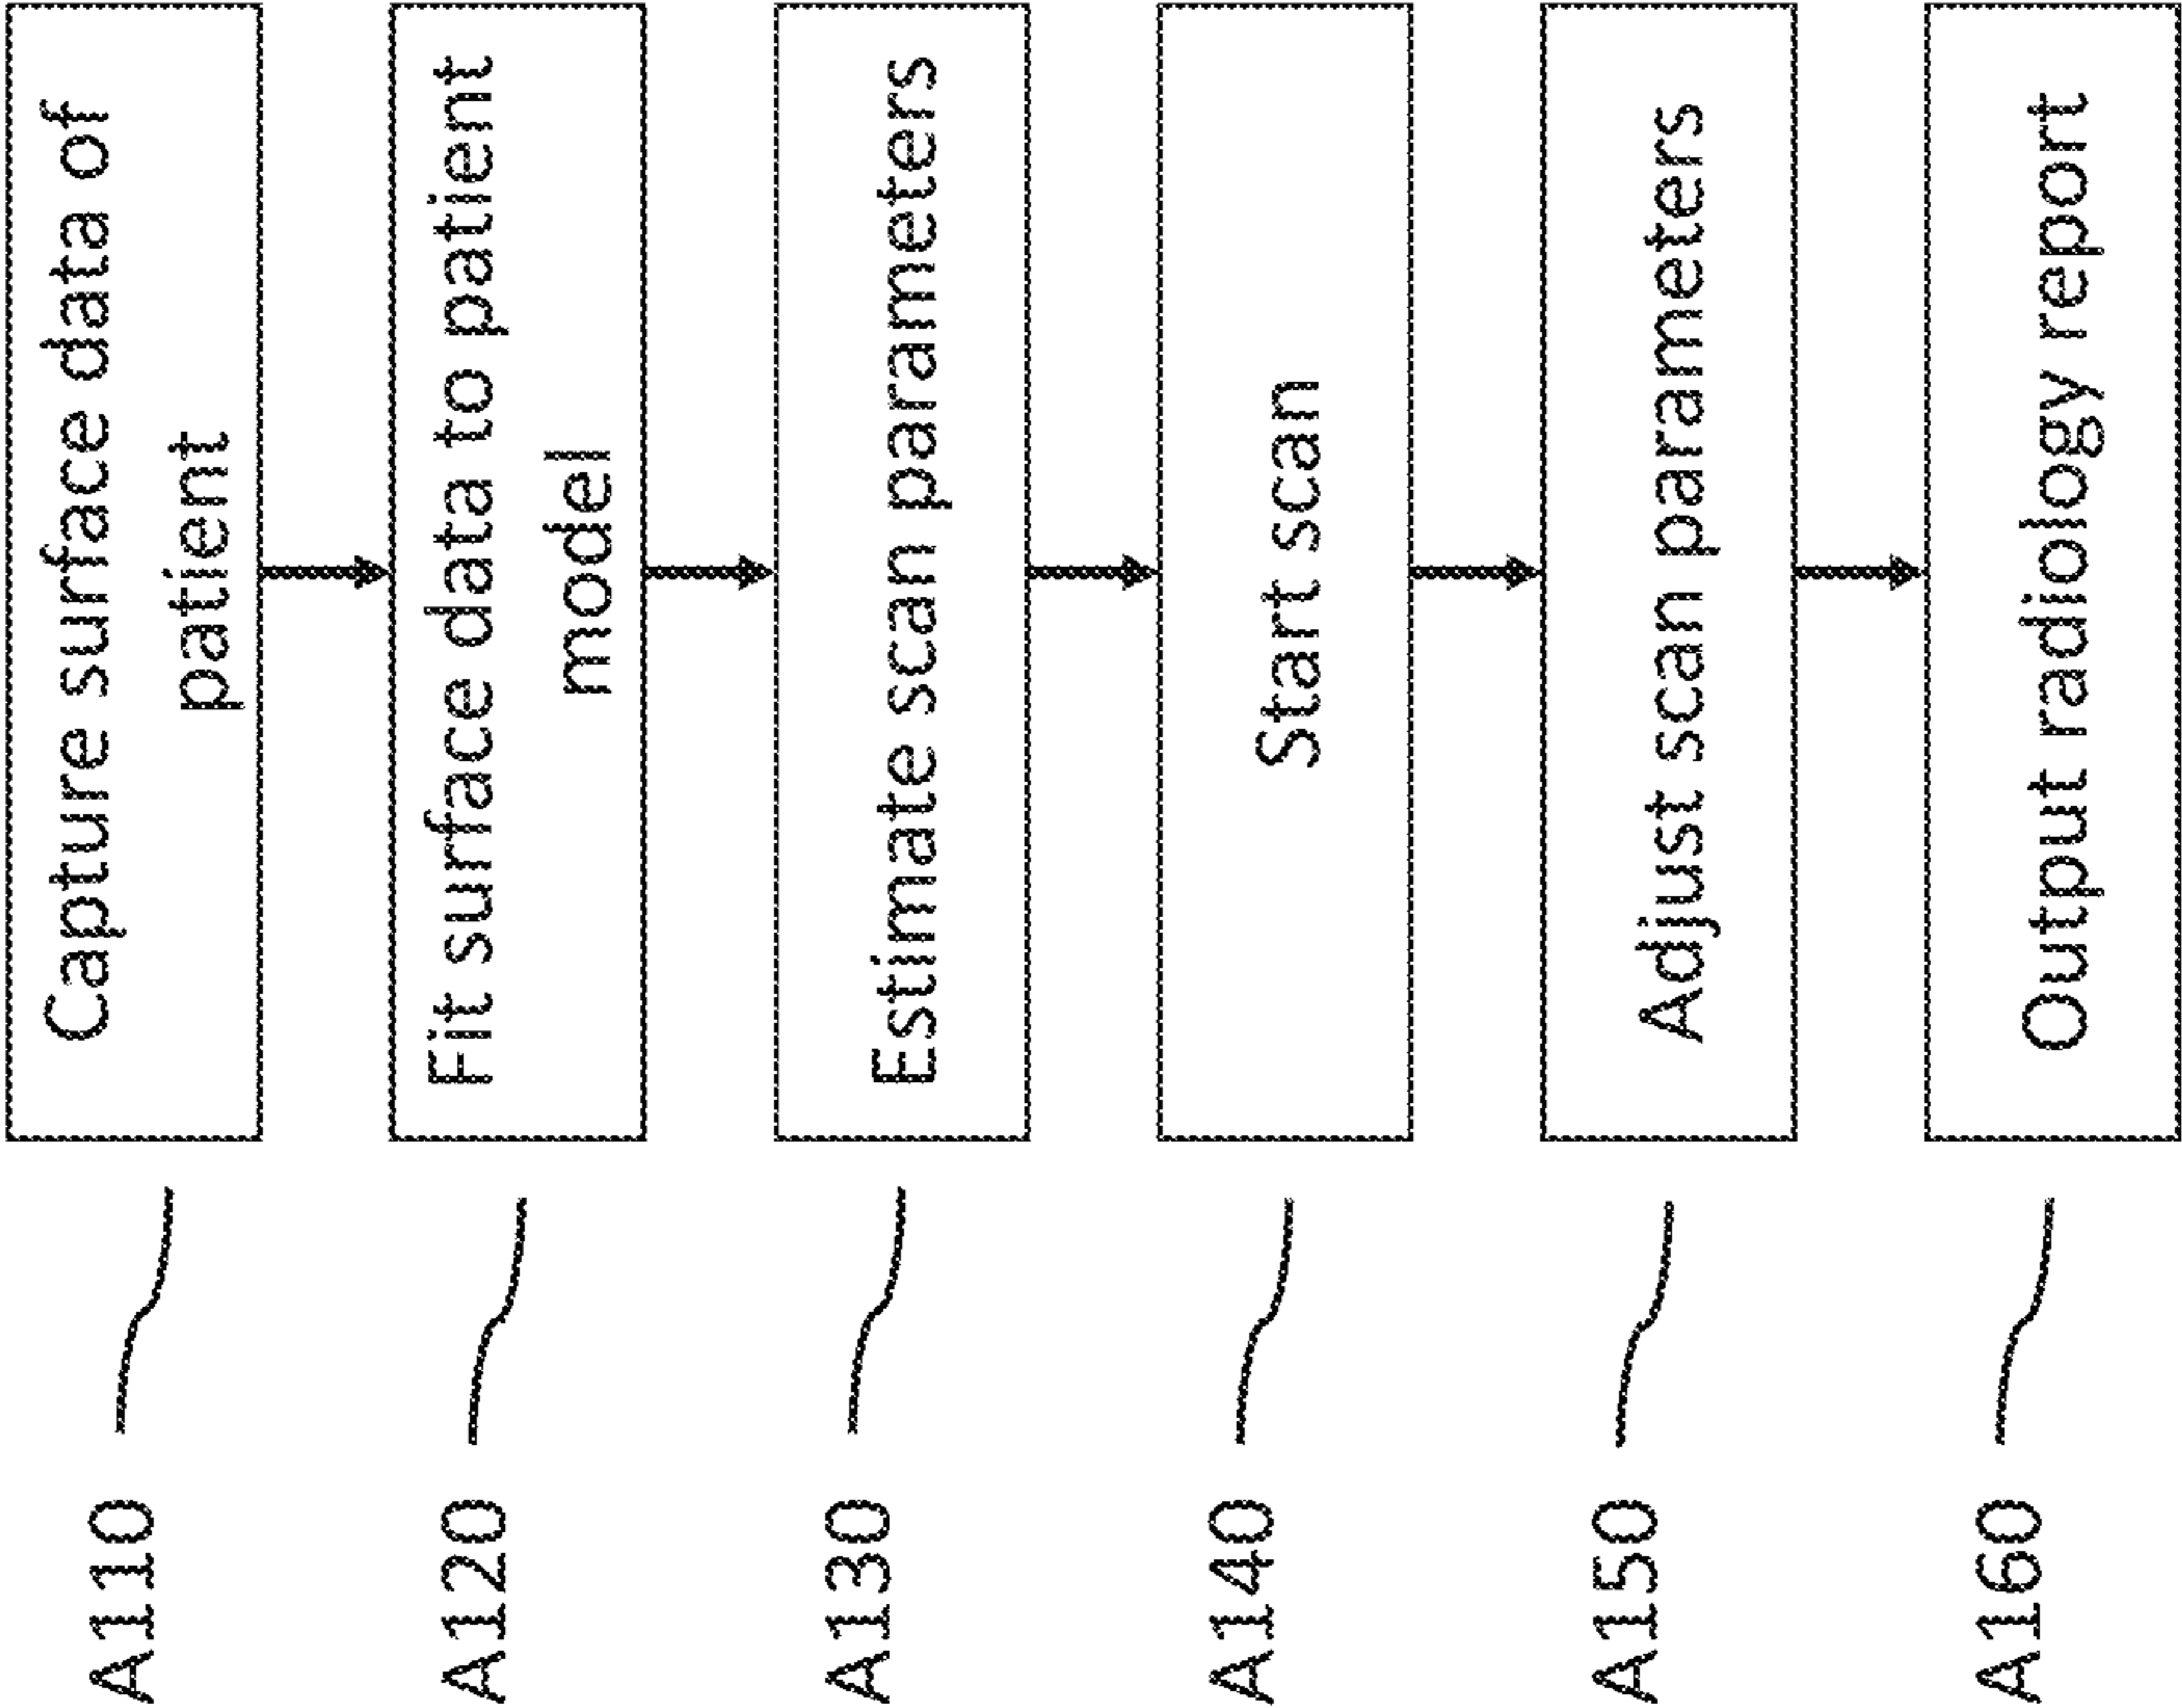 A110
Capture surface data of
patient
A120
Fit surface data to patient
model
A130
Estimate scan parameters
A140
Start scan
A150
Adjust scan parameters
A160
Output radiology report